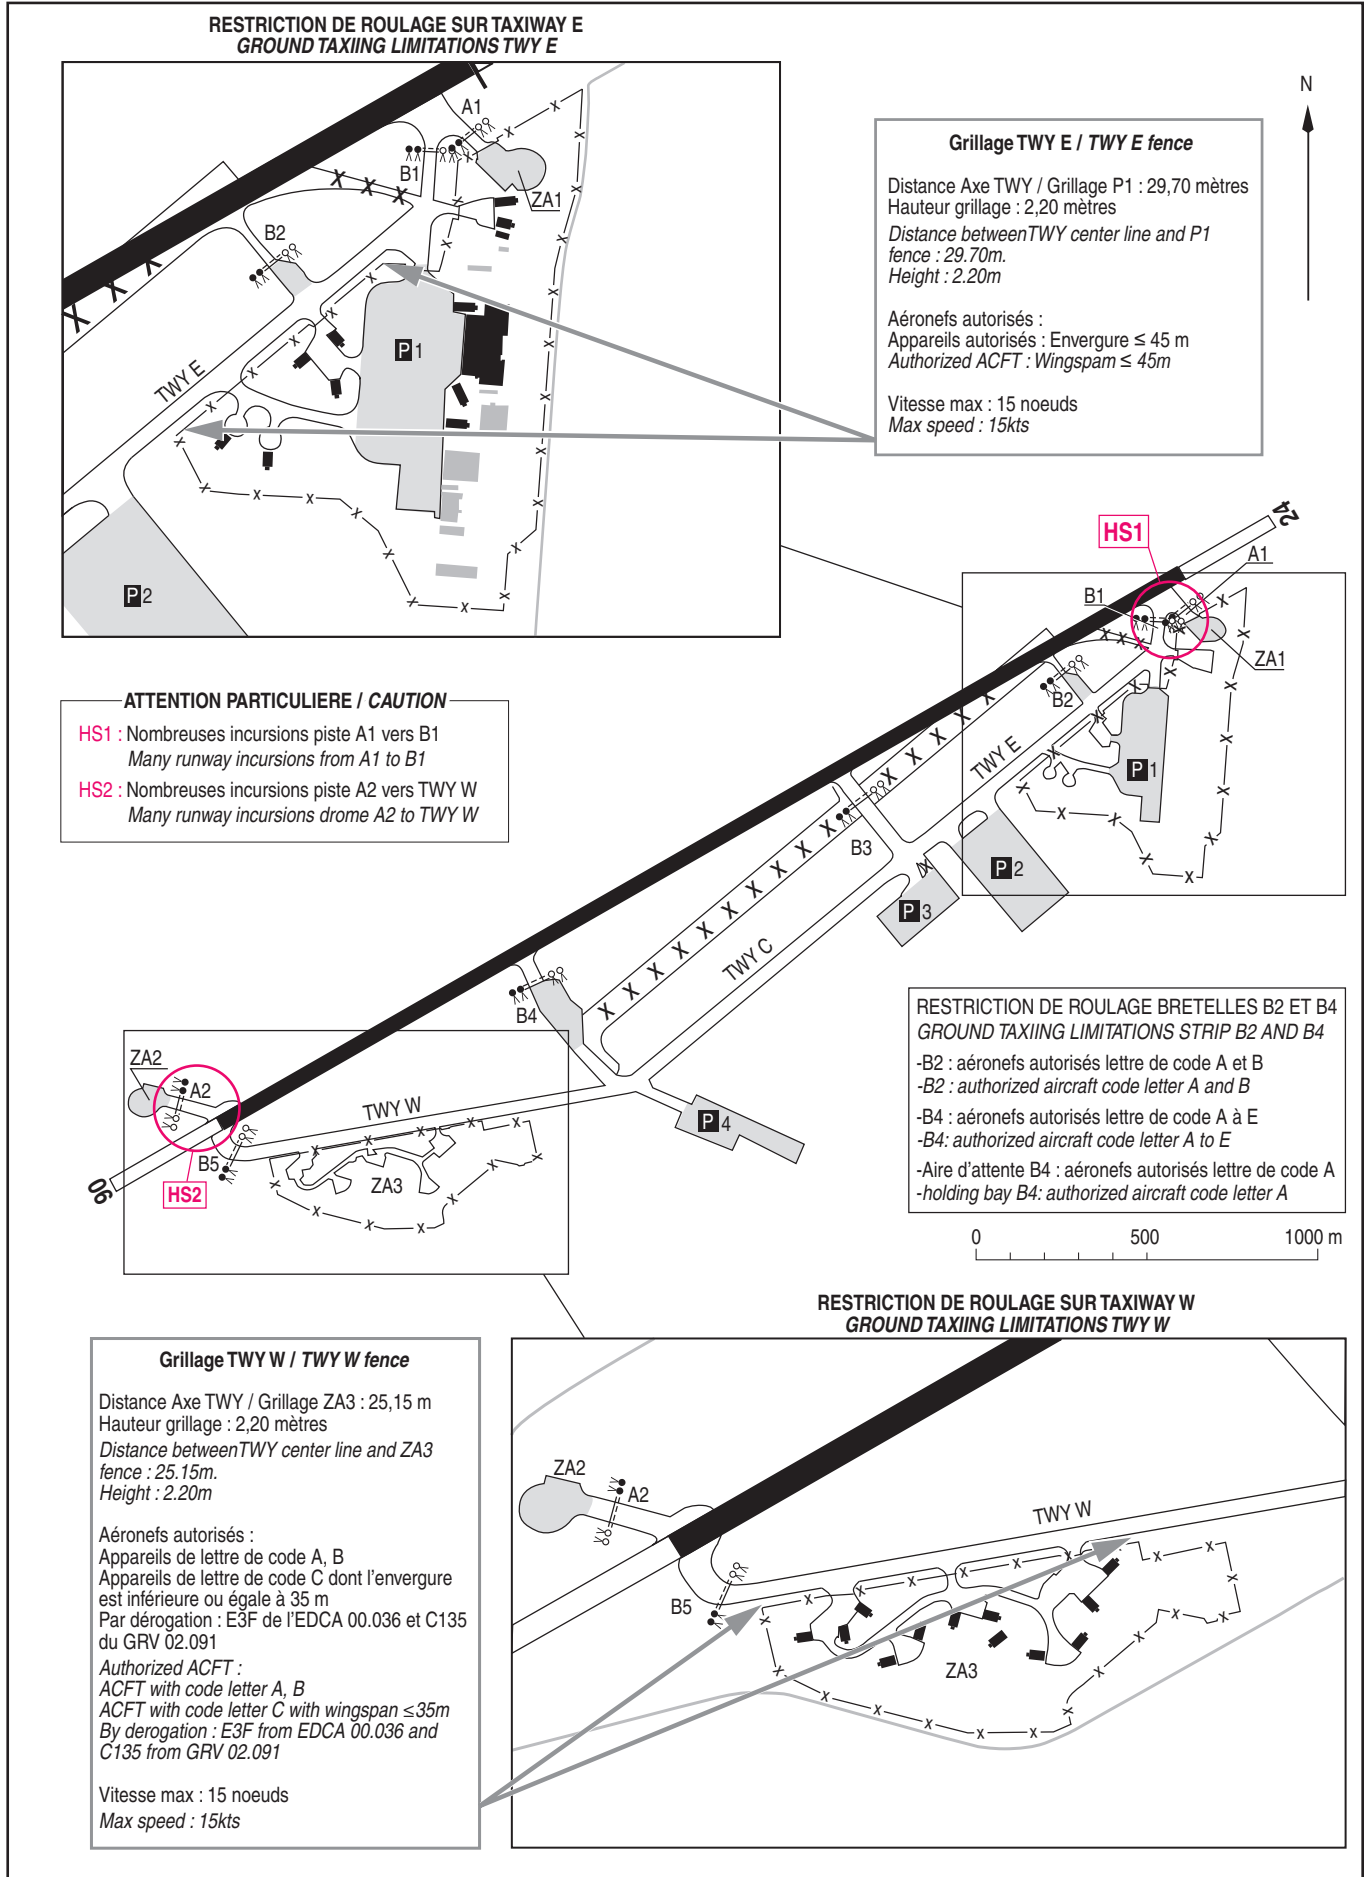 RESTRICTION DE ROULAGE SUR TAXIWAY E
GROUND TAXIING LIMITATIONS TWY E
A1
B1
ZA1
B2
P 1
TWY E
P 2
N
Grillage TWY E / TWY E fence
Distance Axe TWY / Grillage P1 : 29,70 mètres
Hauteur grillage : 2,20 mètres
Distance betweenTWY center line and P1
fence : 29.70m.
Height : 2.20m
Aéronefs autorisés :
Appareils autorisés : Envergure ≤ 45 m
Authorized ACFT : Wingspam ≤ 45m
Vitesse max : 15 noeuds
Max speed : 15kts
24
HS1
A1
B1
ZA1
B2
TWY E
P 1
B3
P 2
P 3
TWY C
B4
ATTENTION PARTICULIERE / CAUTION
HS1 : Nombreuses incursions piste A1 vers B1
Many runway incursions from A1 to B1
HS2 : Nombreuses incursions piste A2 vers TWY W
Many runway incursions drome A2 to TWY W
ZA2
A2
TWY W
P 4
B5
ZA3
HS2
06
RESTRICTION DE ROULAGE BRETELLES B2 ET B4
GROUND TAXIING LIMITATIONS STRIP B2 AND B4
-B2 : aéronefs autorisés lettre de code A et B
-B2 : authorized aircraft code letter A and B
-B4 : aéronefs autorisés lettre de code A à E
-B4: authorized aircraft code letter A to E
-Aire d'attente B4 : aéronefs autorisés lettre de code A
-holding bay B4: authorized aircraft code letter A
0 500 1000 m
RESTRICTION DE ROULAGE SUR TAXIWAY W
GROUND TAXIING LIMITATIONS TWY W
Grillage TWY W / TWY W fence
Distance Axe TWY / Grillage ZA3 : 25,15 m
Hauteur grillage : 2,20 mètres
Distance betweenTWY center line and ZA3
fence : 25.15m.
Height : 2.20m
Aéronefs autorisés :
Appareils de lettre de code A, B
Appareils de lettre de code C dont l'envergure
est inférieure ou égale à 35 m
Par dérogation : E3F de l'EDCA 00.036 et C135
du GRV 02.091
Authorized ACFT :
ACFT with code letter A, B
ACFT with code letter C with wingspan ≤35m
By derogation : E3F from EDCA 00.036 and
C135 from GRV 02.091
Vitesse max : 15 noeuds
Max speed : 15kts
ZA2
A2
TWY W
B5
ZA3